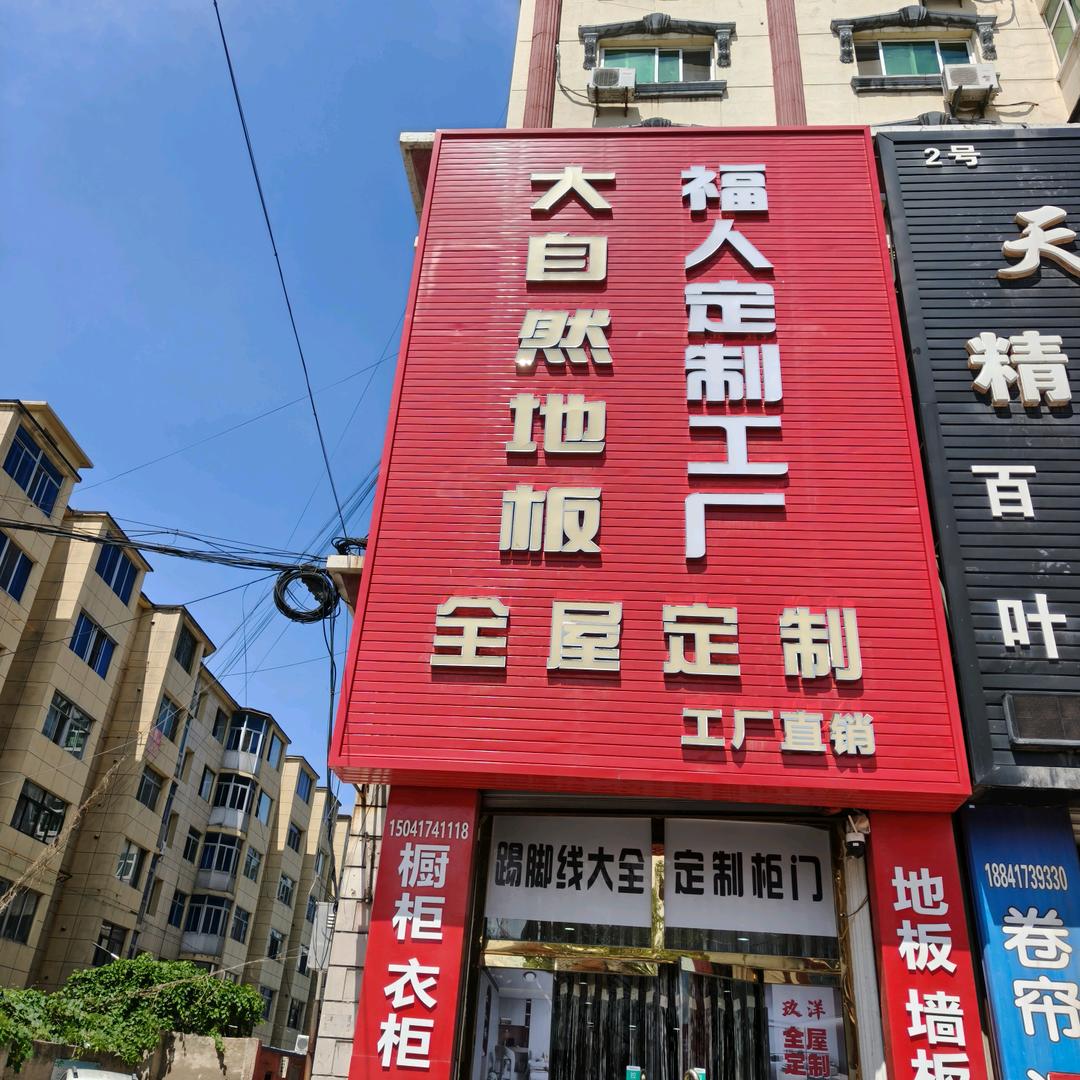 大自然地板
福人定制工厂
全屋定制
工厂直销
15041741118
橱柜 衣柜
踢脚线大全
定制柜门
玖洋
全屋
定制
地板 墙板
2号
天精
百叶
18841739330
卷帘